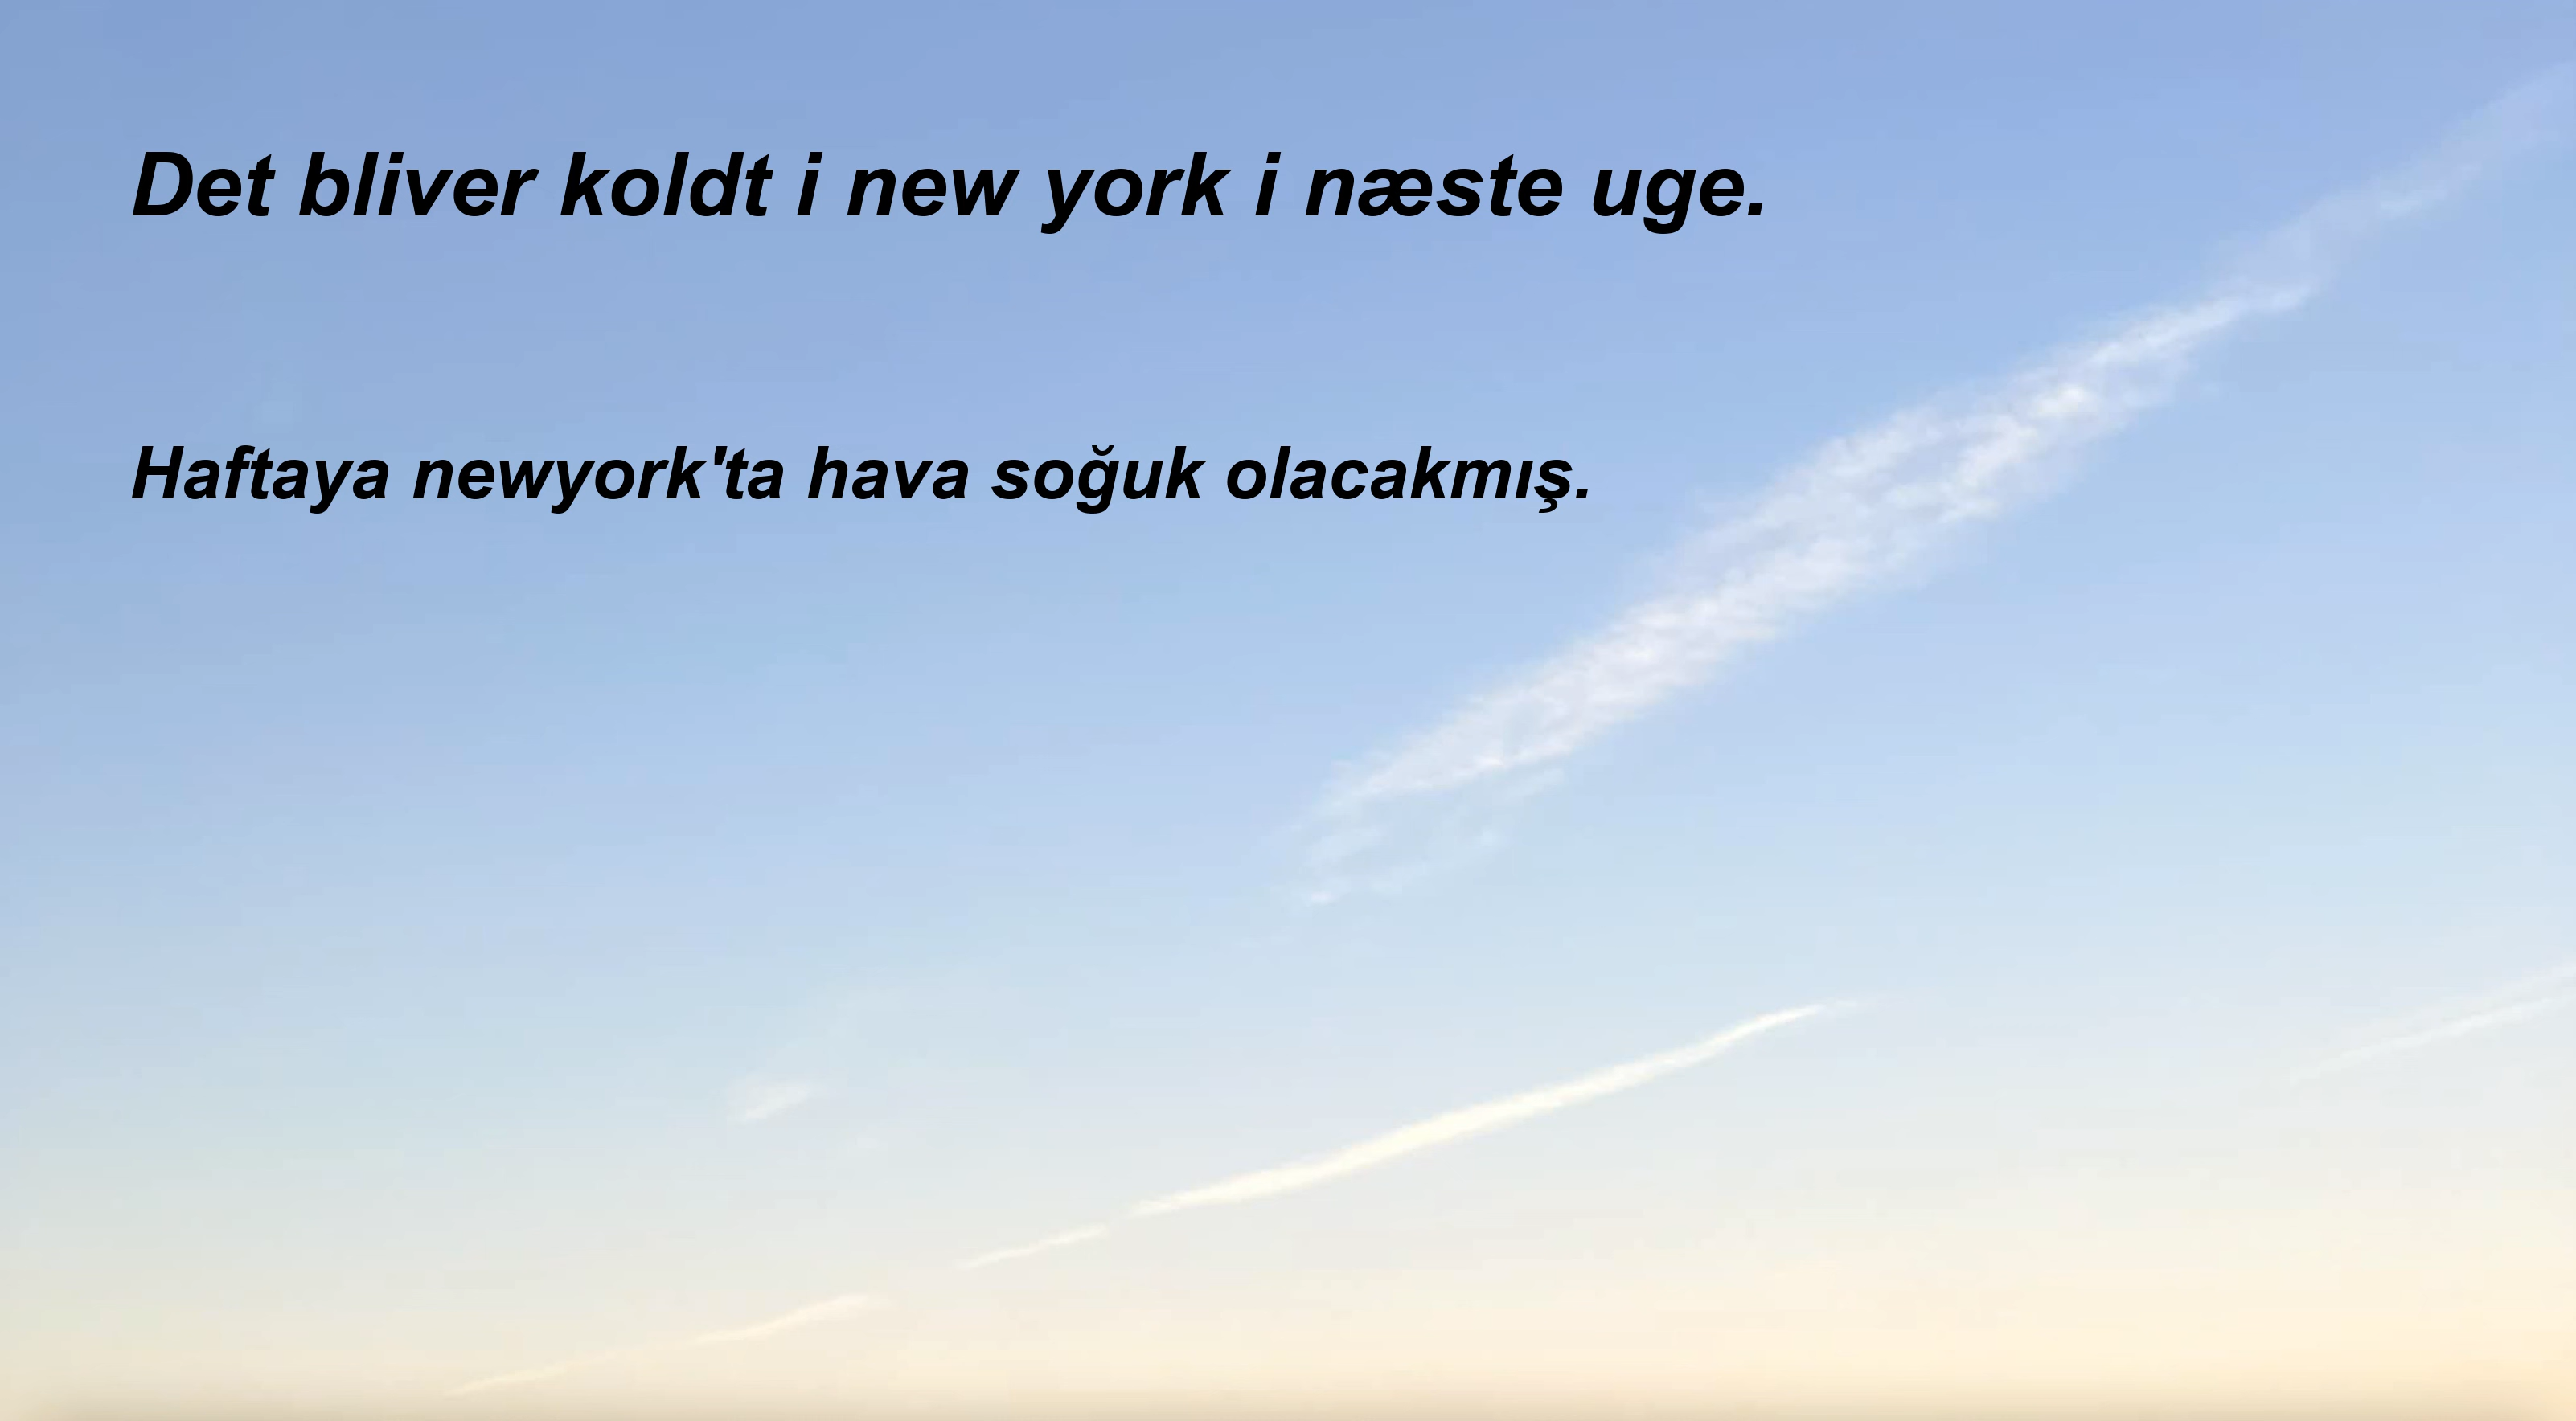 Det bliver koldt i new york i næste uge.
Haftaya newyork'ta hava soğuk olacakmış.